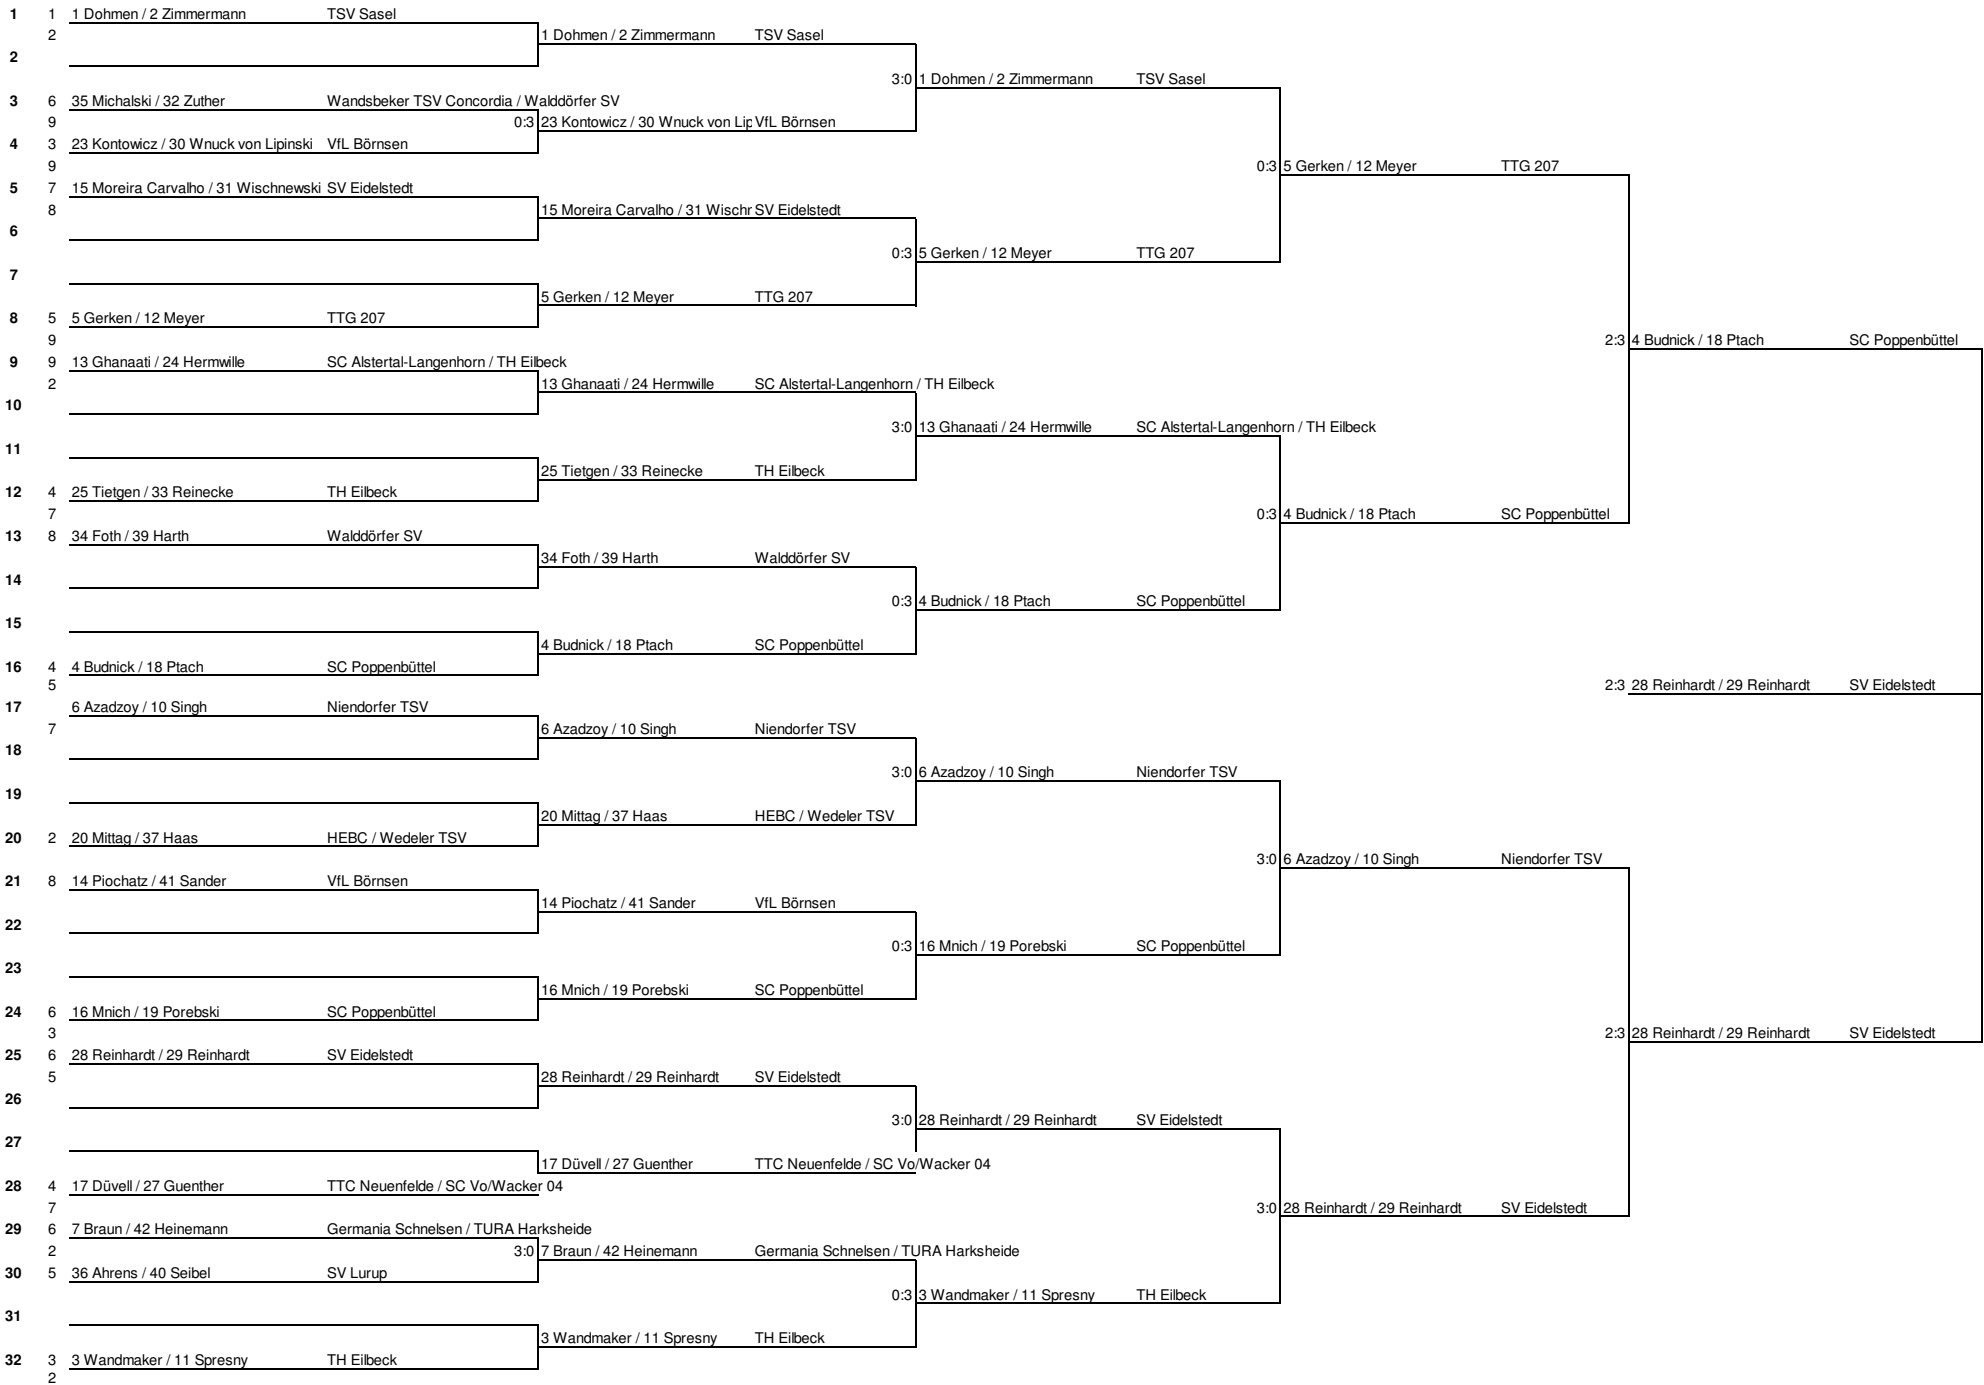 1 1 1 Dohmen / 2 Zimmermann TSV Sasel
2 1 Dohmen / 2 Zimmermann TSV Sasel
2
3:0 1 Dohmen / 2 Zimmermann TSV Sasel
3 6 35 Michalski / 32 Zuther Wandsbeker TSV Concordia / Walddörfer SV
9 0:3 23 Kontowicz / 30 Wnuck von Lip VfL Börnsen
4 3 23 Kontowicz / 30 Wnuck von Lipinski VfL Börnsen
9 0:3 5 Gerken / 12 Meyer TTG 207
5 7 15 Moreira Carvalho / 31 Wischnewski SV Eidelstedt
8 15 Moreira Carvalho / 31 Wischr SV Eidelstedt
6
0:3 5 Gerken / 12 Meyer TTG 207
7
5 Gerken / 12 Meyer TTG 207
8 5 5 Gerken / 12 Meyer TTG 207
9 2:3 4 Budnick / 18 Ptach SC Poppenbüttel
9 9 13 Ghanaati / 24 Hermwille SC Alstertal-Langenhorn / TH Eilbeck
2 13 Ghanaati / 24 Hermwille SC Alstertal-Langenhorn / TH Eilbeck
10
3:0 13 Ghanaati / 24 Hermwille SC Alstertal-Langenhorn / TH Eilbeck
11
25 Tietgen / 33 Reinecke TH Eilbeck
12 4 25 Tietgen / 33 Reinecke TH Eilbeck
7 0:3 4 Budnick / 18 Ptach SC Poppenbüttel
13 8 34 Foth / 39 Harth Walddörfer SV
34 Foth / 39 Harth Walddörfer SV
14
0:3 4 Budnick / 18 Ptach SC Poppenbüttel
15
4 Budnick / 18 Ptach SC Poppenbüttel
16 4 4 Budnick / 18 Ptach SC Poppenbüttel
5 2:3 28 Reinhardt / 29 Reinhardt SV Eidelstedt
17 6 Azadzoy / 10 Singh Niendorfer TSV
7 6 Azadzoy / 10 Singh Niendorfer TSV
18
3:0 6 Azadzoy / 10 Singh Niendorfer TSV
19
20 Mittag / 37 Haas HEBC / Wedeler TSV
20 2 20 Mittag / 37 Haas HEBC / Wedeler TSV
3:0 6 Azadzoy / 10 Singh Niendorfer TSV
21 8 14 Piochatz / 41 Sander VfL Börnsen
14 Piochatz / 41 Sander VfL Börnsen
22
0:3 16 Mnich / 19 Porebski SC Poppenbüttel
23
16 Mnich / 19 Porebski SC Poppenbüttel
24 6 16 Mnich / 19 Porebski SC Poppenbüttel
3 2:3 28 Reinhardt / 29 Reinhardt SV Eidelstedt
25 6 28 Reinhardt / 29 Reinhardt SV Eidelstedt
5 28 Reinhardt / 29 Reinhardt SV Eidelstedt
26
3:0 28 Reinhardt / 29 Reinhardt SV Eidelstedt
27
17 Düvell / 27 Guenther TTC Neuenfelde / SC Vo/Wacker 04
28 4 17 Düvell / 27 Guenther TTC Neuenfelde / SC Vo/Wacker 04
7 3:0 28 Reinhardt / 29 Reinhardt SV Eidelstedt
29 6 7 Braun / 42 Heinemann Germania Schnelsen / TURA Harksheide
2 3:0 7 Braun / 42 Heinemann Germania Schnelsen / TURA Harksheide
30 5 36 Ahrens / 40 Seibel SV Lurup
0:3 3 Wandmaker / 11 Spresny TH Eilbeck
31
3 Wandmaker / 11 Spresny TH Eilbeck
32 3 3 Wandmaker / 11 Spresny TH Eilbeck
2